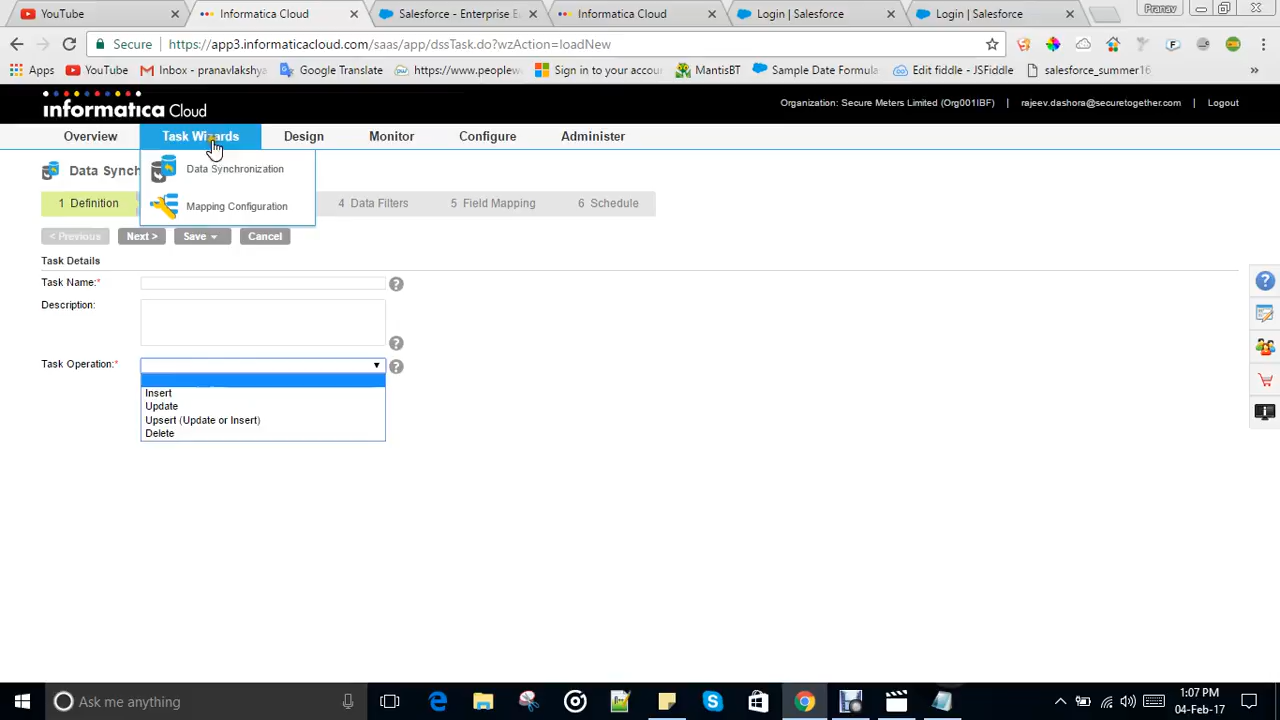 YouTube
Informatica Cloud
Salesforce - Enterprise E
Informatica Cloud
Login | Salesforce
Login | Salesforce
Pranav
Secure
https://app3.informaticacloud.com/saas/app/dssTask.do?wzAction=loadNew
Apps
YouTube
Inbox - pranavlakshya
Google Translate
https://www.peoplew
Sign in to your accou
MantisBT
Sample Date Formula
Edit fiddle - JSFiddle
salesforce_summer16
informatica Cloud
Organization: Secure Meters Limited (Org001IBF)
rajeev.dashora@securetogether.com
Logout
Overview
Task Wizards
Design
Monitor
Configure
Administer
Data Synch
Data Synchronization
Mapping Configuration
1 Definition
4 Data Filters
5 Field Mapping
6 Schedule
< Previous
Next >
Save
Cancel
Task Details
Task Name:*
Description:
Task Operation:*
Insert
Update
Upsert (Update or Insert)
Delete
Ask me anything
1:07 PM
04-Feb-17